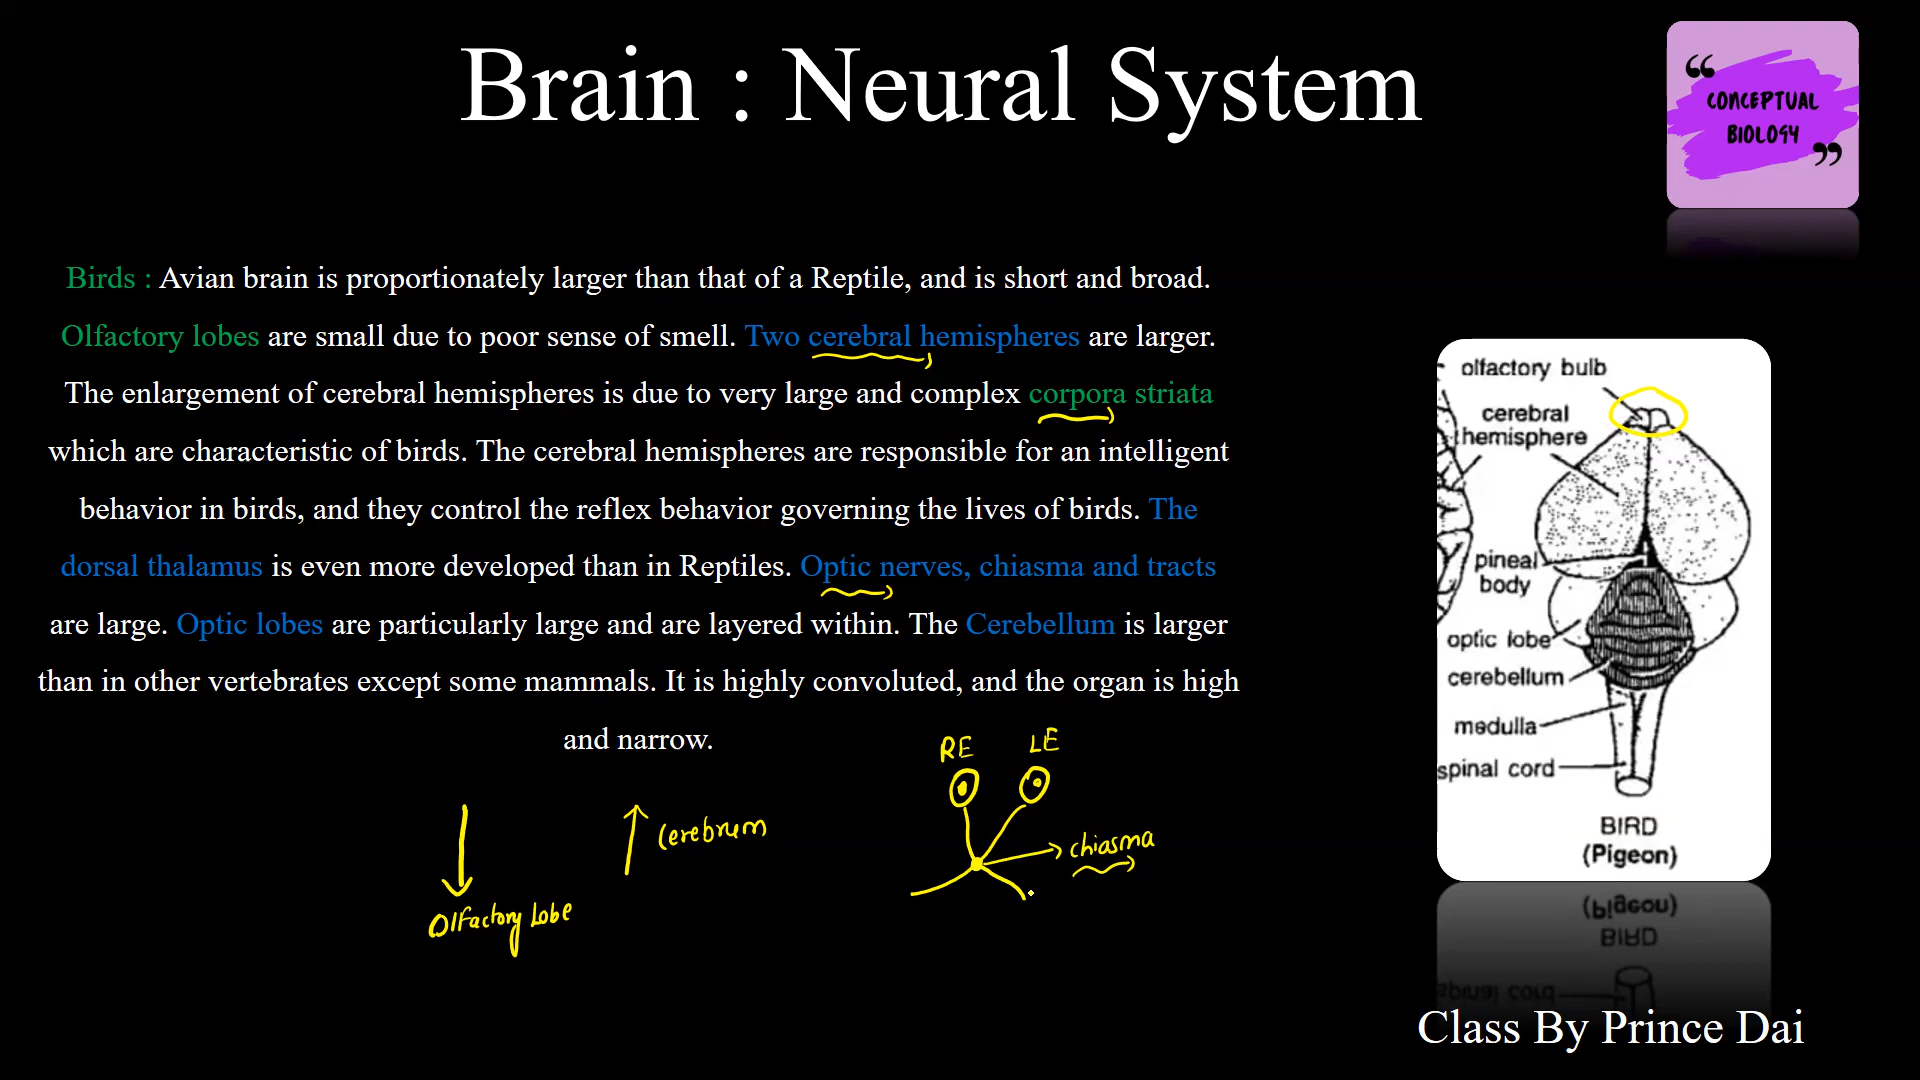 Brain : Neural System
“ CONCEPTUAL
BIOLOGY ”
Birds : Avian brain is proportionately larger than that of a Reptile, and is short and broad.
Olfactory lobes are small due to poor sense of smell. Two cerebral hemispheres are larger.
The enlargement of cerebral hemispheres is due to very large and complex corpora striata
which are characteristic of birds. The cerebral hemispheres are responsible for an intelligent
behavior in birds, and they control the reflex behavior governing the lives of birds. The
dorsal thalamus is even more developed than in Reptiles. Optic nerves, chiasma and tracts
are large. Optic lobes are particularly large and are layered within. The Cerebellum is larger
than in other vertebrates except some mammals. It is highly convoluted, and the organ is high
and narrow.
RE LE
Cerebrum
chiasma
Olfactory Lobe
olfactory bulb
cerebral
hemisphere
pineal
body
optic lobe
cerebellum
medulla
spinal cord
BIRD
(Pigeon)
Class By Prince Dai